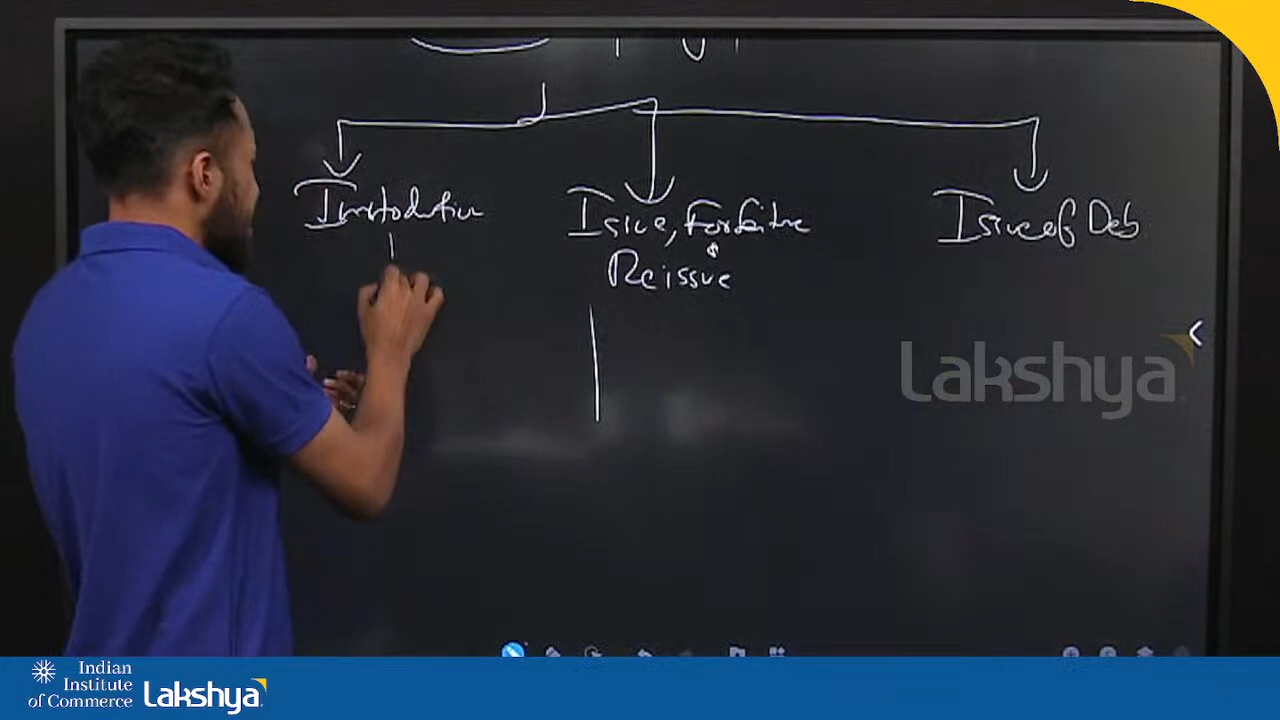 Introduction
Issue, Forfeiture
&
Reissue
Issue of Deb
Lakshya
Indian
Institute
of Commerce
Lakshya